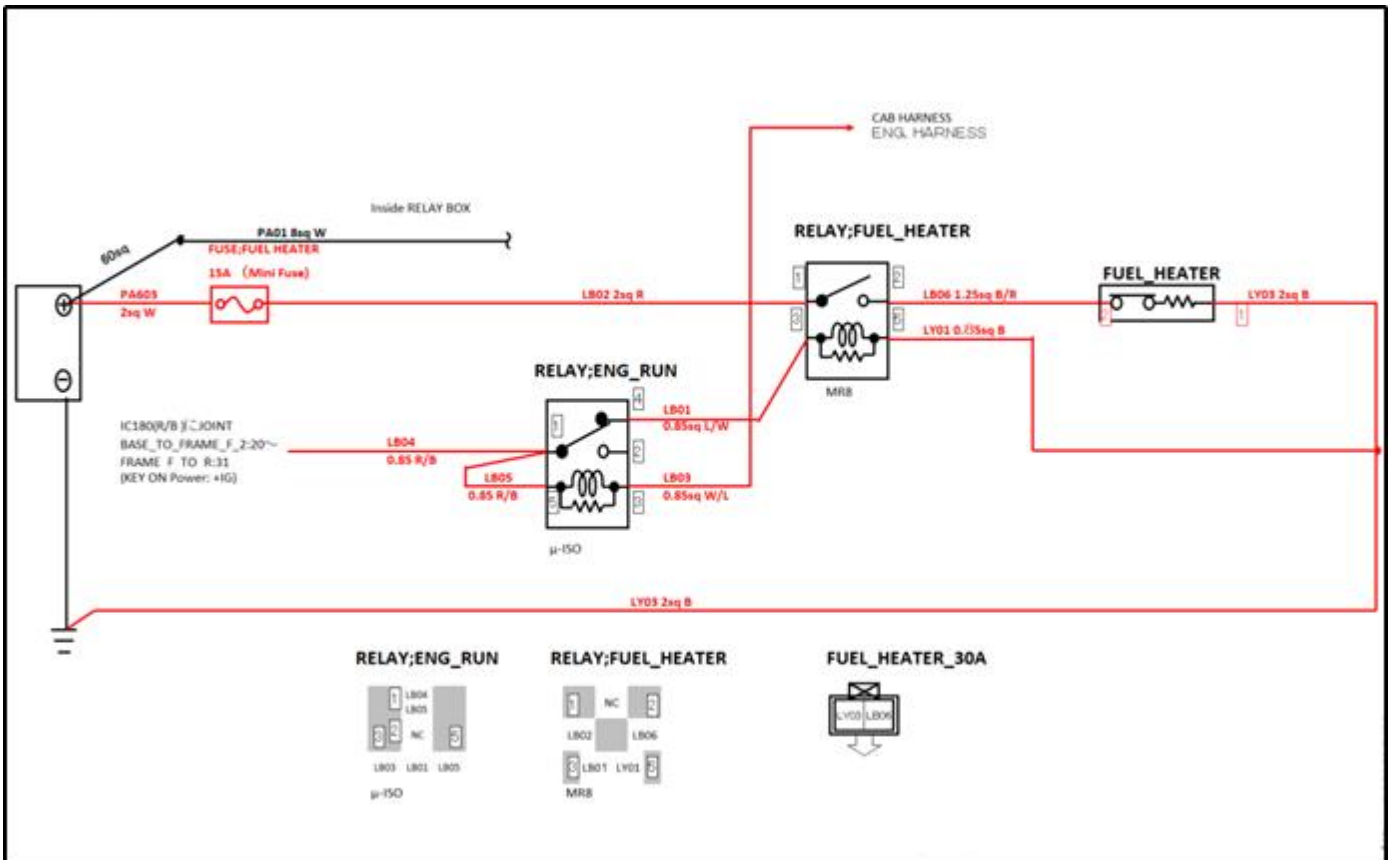 CAB HARNESS
ENG. HARNESS
Inside RELAY BOX
60sq
PA01 8sq W
FUSE;FUEL HEATER
15A (Mini Fuse)
PA603
2sq W
LB02 2sq R
RELAY;FUEL_HEATER
1
2
3
5
MR8
LB06 1.25sq B/R
LY01 0.85sq B
FUEL_HEATER
2
1
LY03 2sq B
RELAY;ENG_RUN
1
4
2
5
3
μ-ISO
LB01
0.85sq L/W
LB03
0.85sq W/L
IC180(R/B)にJOINT
BASE_TO_FRAME_F_2:20~
FRAME F TO R:31
(KEY ON Power: +IG)
LB04
0.85 R/B
LB05
0.85 R/B
LY03 2sq B
RELAY;ENG_RUN
1 LB04
LB05
3 2 NC 5
LB03 LB01 LB05
μ-ISO
RELAY;FUEL_HEATER
1 NC 2
LB02 LB06
3 LB01 LY01 5
MR8
FUEL_HEATER_30A
LY03 LB06